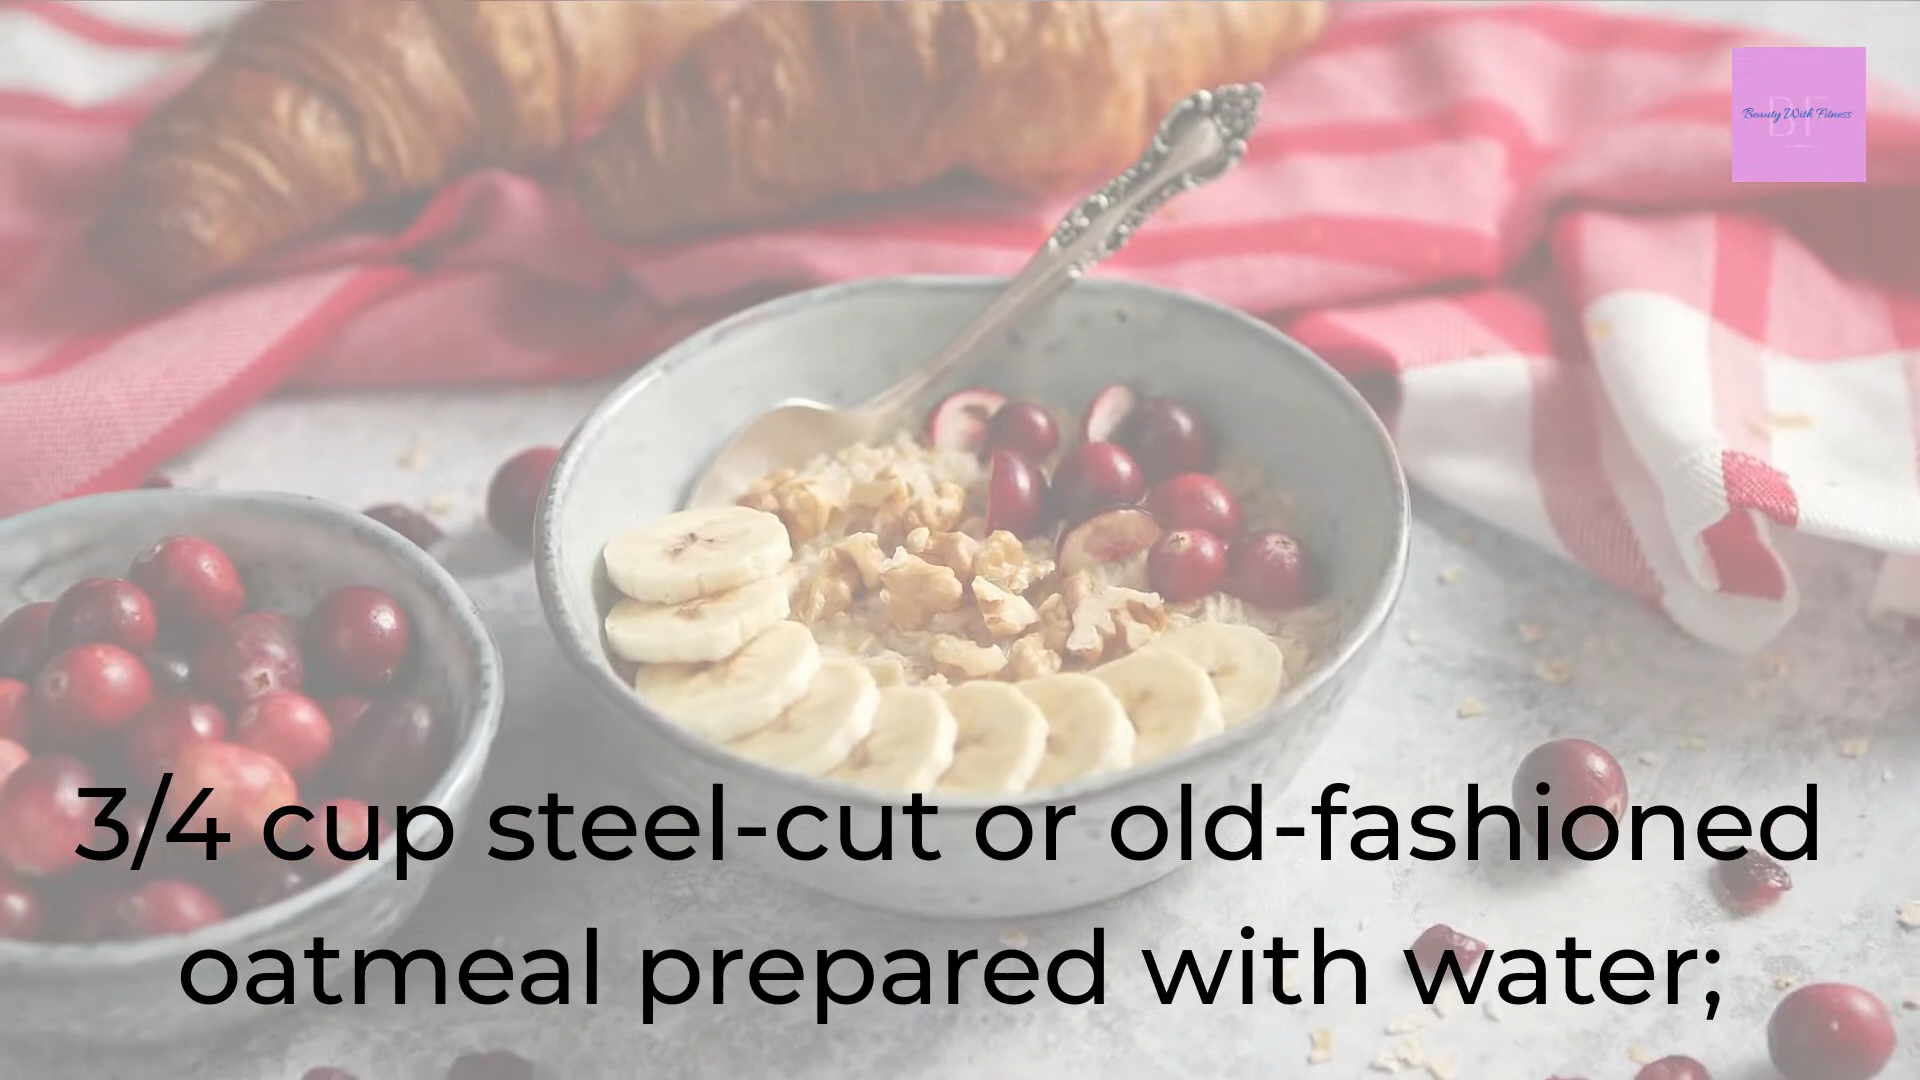 Beauty With Fitness
3/4 cup steel-cut or old-fashioned
oatmeal prepared with water;